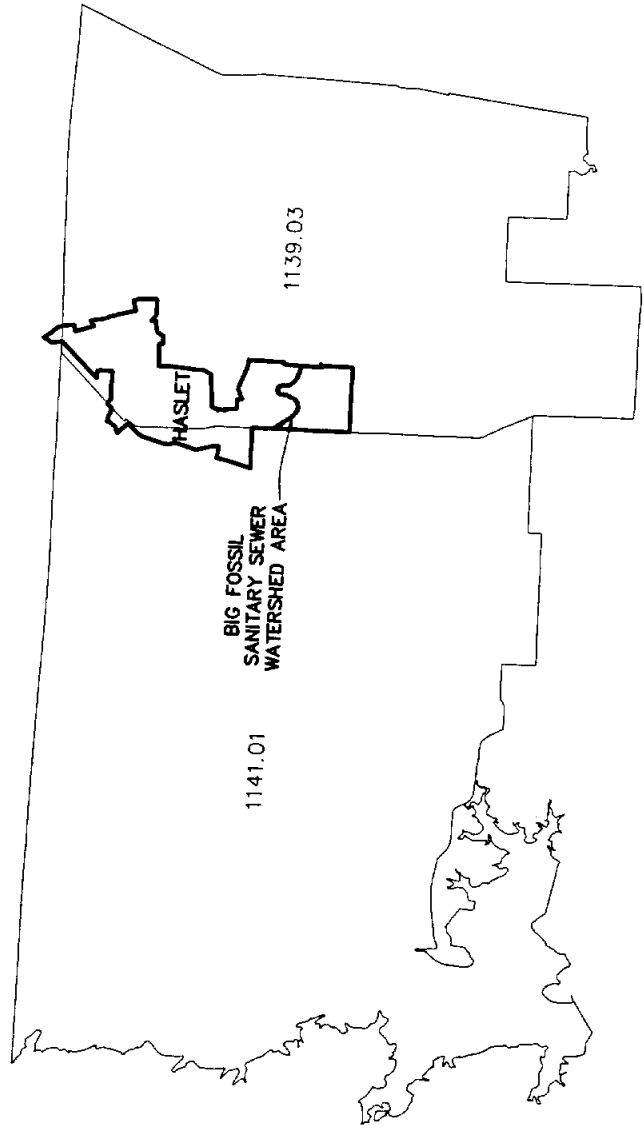 1139.03
HASLET
BIG FOSSIL
SANITARY SEWER
WATERSHED AREA
1141.01